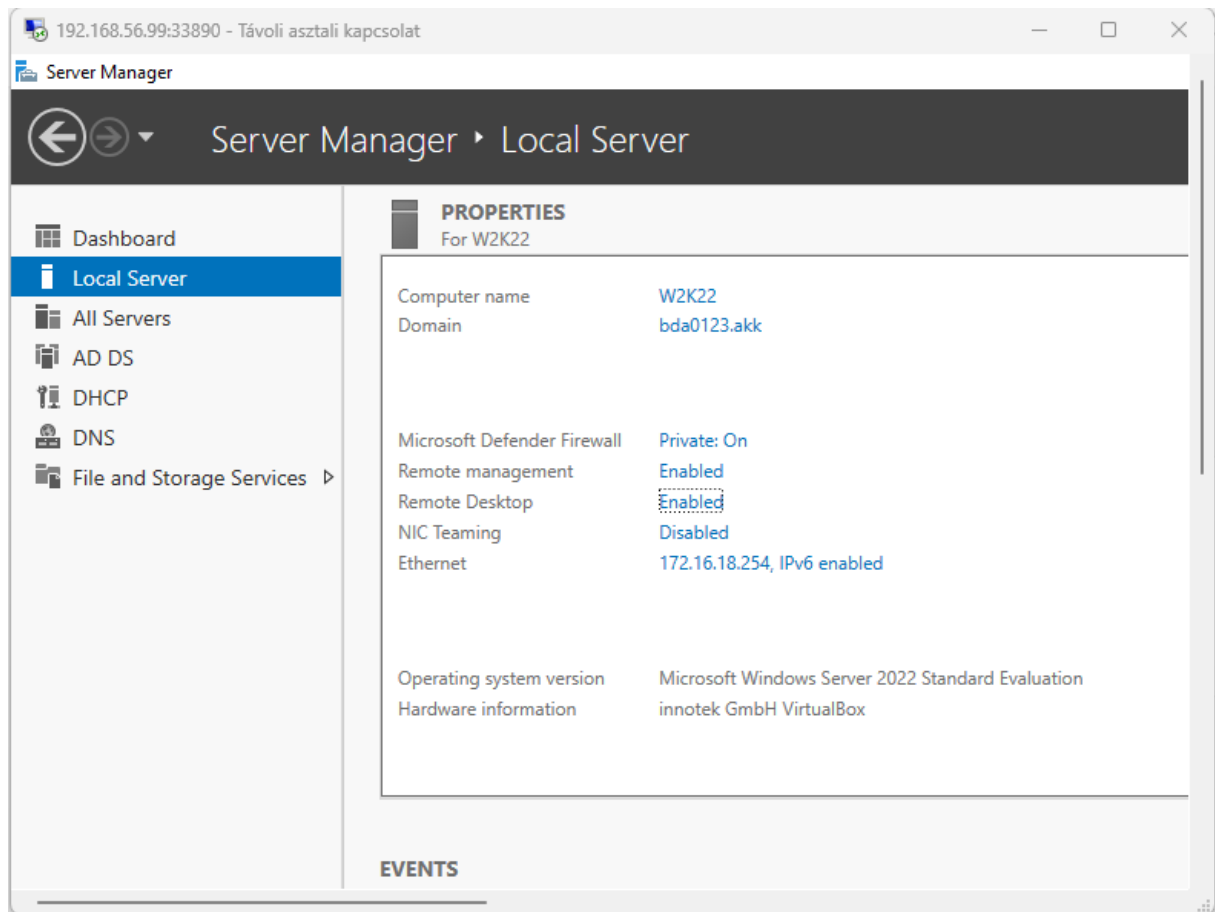 192.168.56.99:33890 - Távoli asztali kapcsolat
Server Manager
Server Manager ‣ Local Server
Dashboard
Local Server
All Servers
AD DS
DHCP
DNS
File and Storage Services
PROPERTIES
For W2K22
Computer name W2K22
Domain bda0123.akk
Microsoft Defender Firewall Private: On
Remote management Enabled
Remote Desktop Enabled
NIC Teaming Disabled
Ethernet 172.16.18.254, IPv6 enabled
Operating system version Microsoft Windows Server 2022 Standard Evaluation
Hardware information innotek GmbH VirtualBox
EVENTS